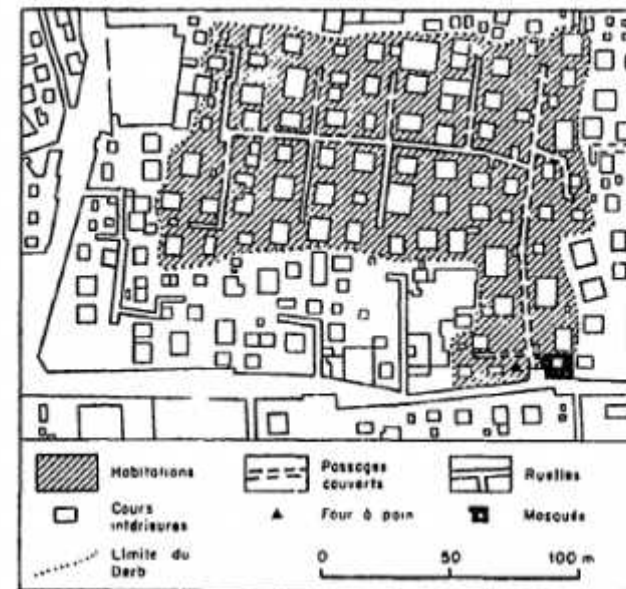 Habitations
Passages couverts
Ruelles
Cours intérieures
Four à pain
Mosquée
Limite du Derb
0 50 100 m